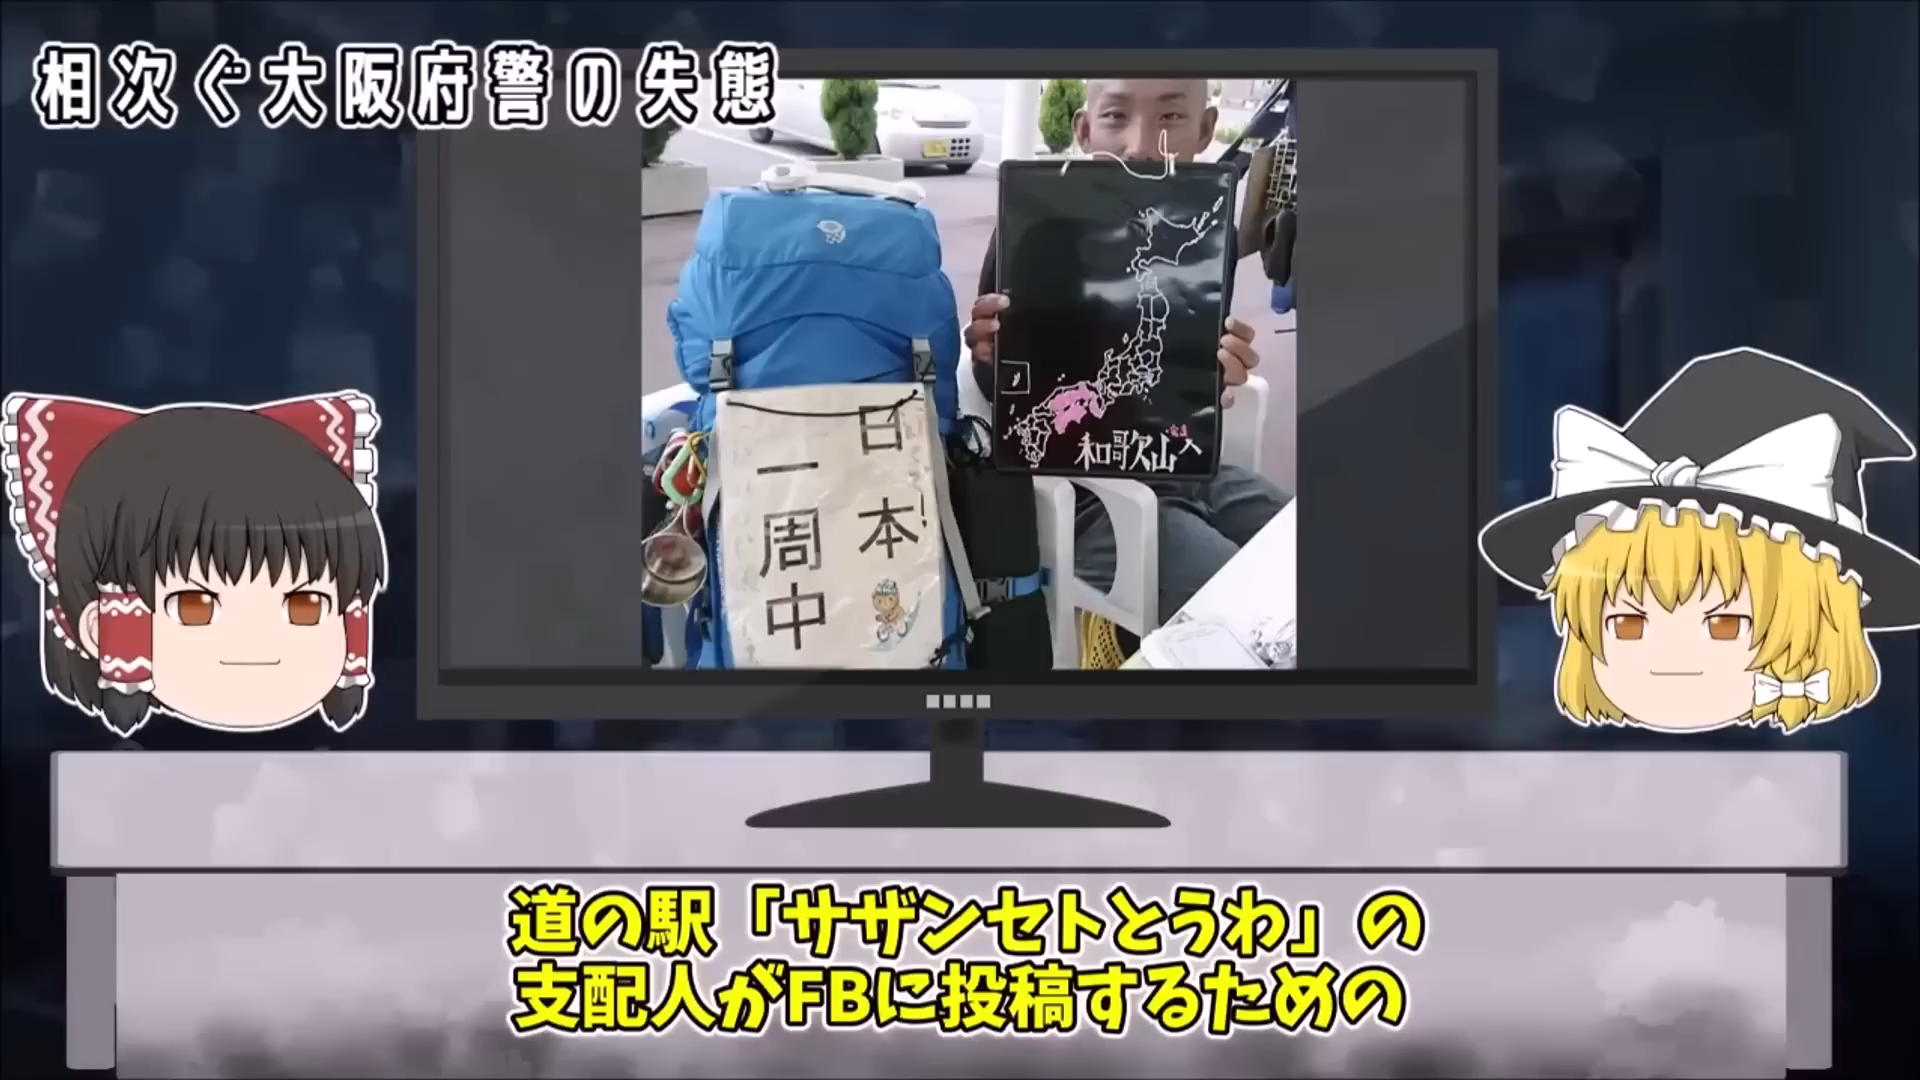 相次ぐ大阪府警の失態
日本
一周中
和歌山へ
道の駅「サザンセトとうわ」の
支配人がFBに投稿するための